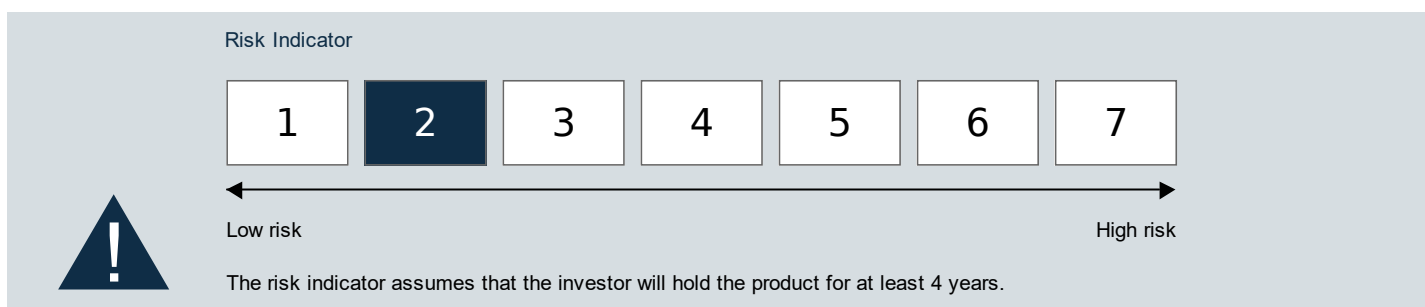 Risk Indicator
1 2 3 4 5 6 7
Low risk High risk
!
The risk indicator assumes that the investor will hold the product for at least 4 years.